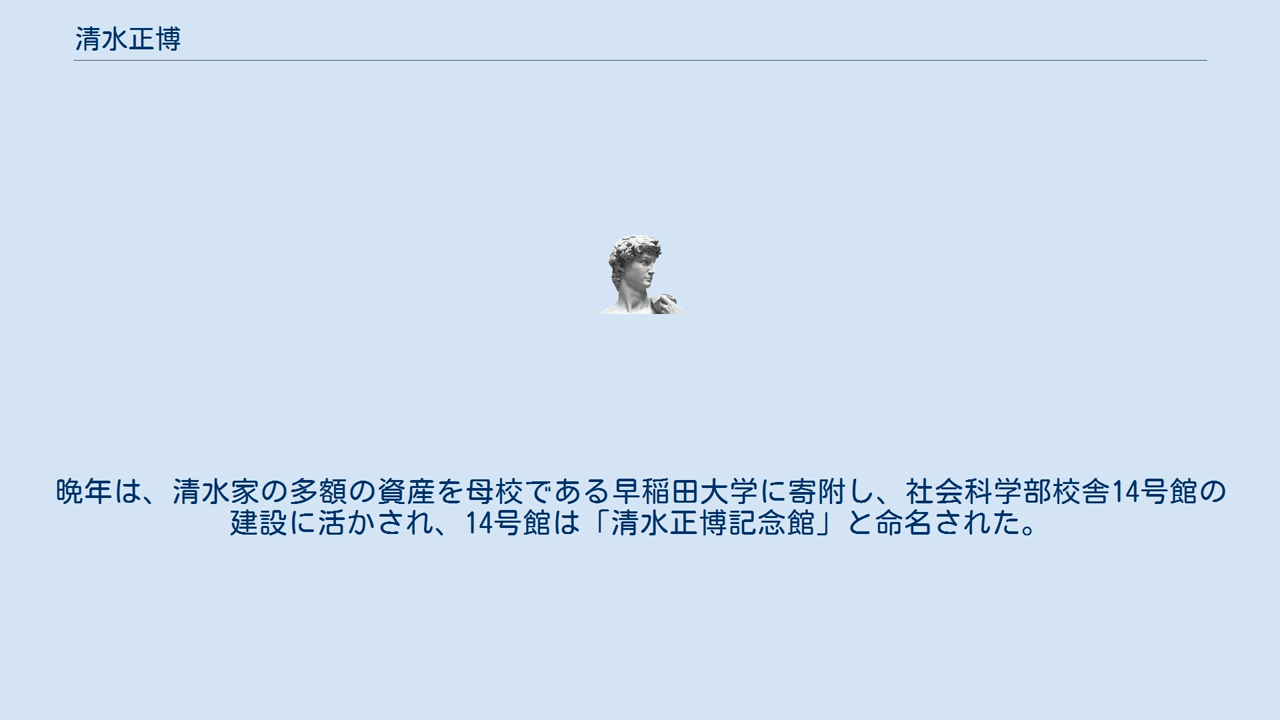 清水正博
晩年は、清水家の多額の資産を母校である早稲田大学に寄附し、社会科学部校舎14号館の
建設に活かされ、14号館は「清水正博記念館」と命名された。